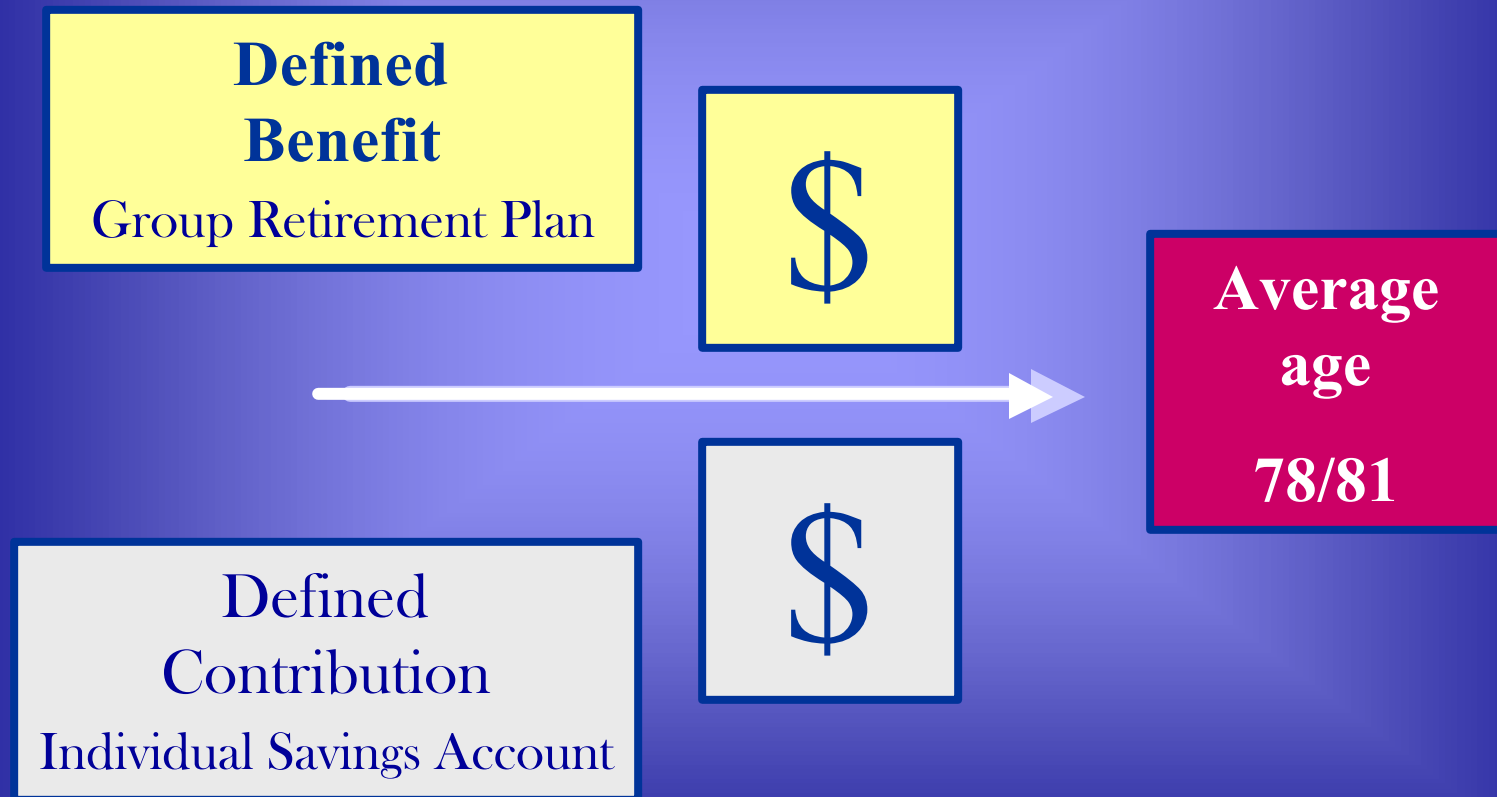 Defined
Benefit
Group Retirement Plan
$
Average
age
78/81
$
Defined
Contribution
Individual Savings Account